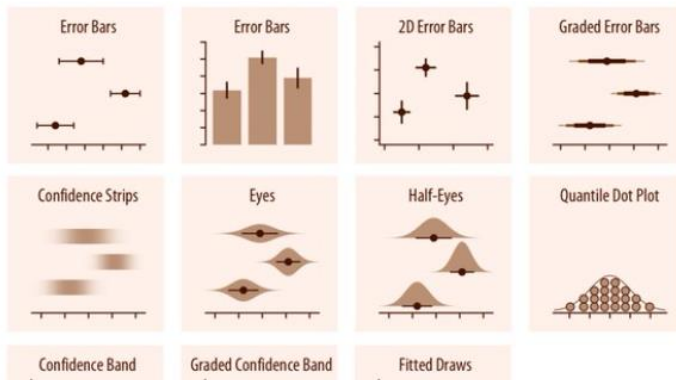 Error Bars
Error Bars
2D Error Bars
Graded Error Bars
Confidence Strips
Eyes
Half-Eyes
Quantile Dot Plot
Confidence Band
Graded Confidence Band
Fitted Draws